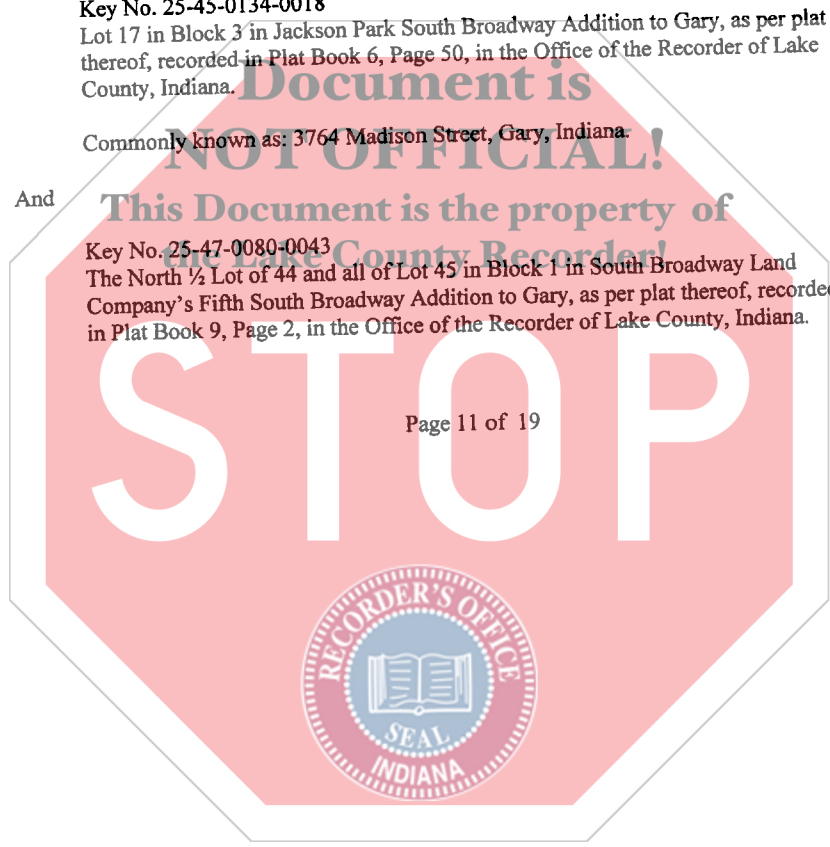 Key No. 25-45-0134-0018
Lot 17 in Block 3 in Jackson Park South Broadway Addition to Gary, as per plat
thereof, recorded in Plat Book 6, Page 50, in the Office of the Recorder of Lake
County, Indiana.
Document is
Commonly known as: 3764 Madison Street, Gary, Indiana.
NOT OFFICIAL!
And
This Document is the property of
the Lake County Recorder!
Key No. 25-47-0080-0043
The North ½ Lot of 44 and all of Lot 45 in Block 1 in South Broadway Land
Company's Fifth South Broadway Addition to Gary, as per plat thereof, recorded
in Plat Book 9, Page 2, in the Office of the Recorder of Lake County, Indiana.
STOP
Page 11 of 19
RECORDER'S OFFICE
SEAL
INDIANA